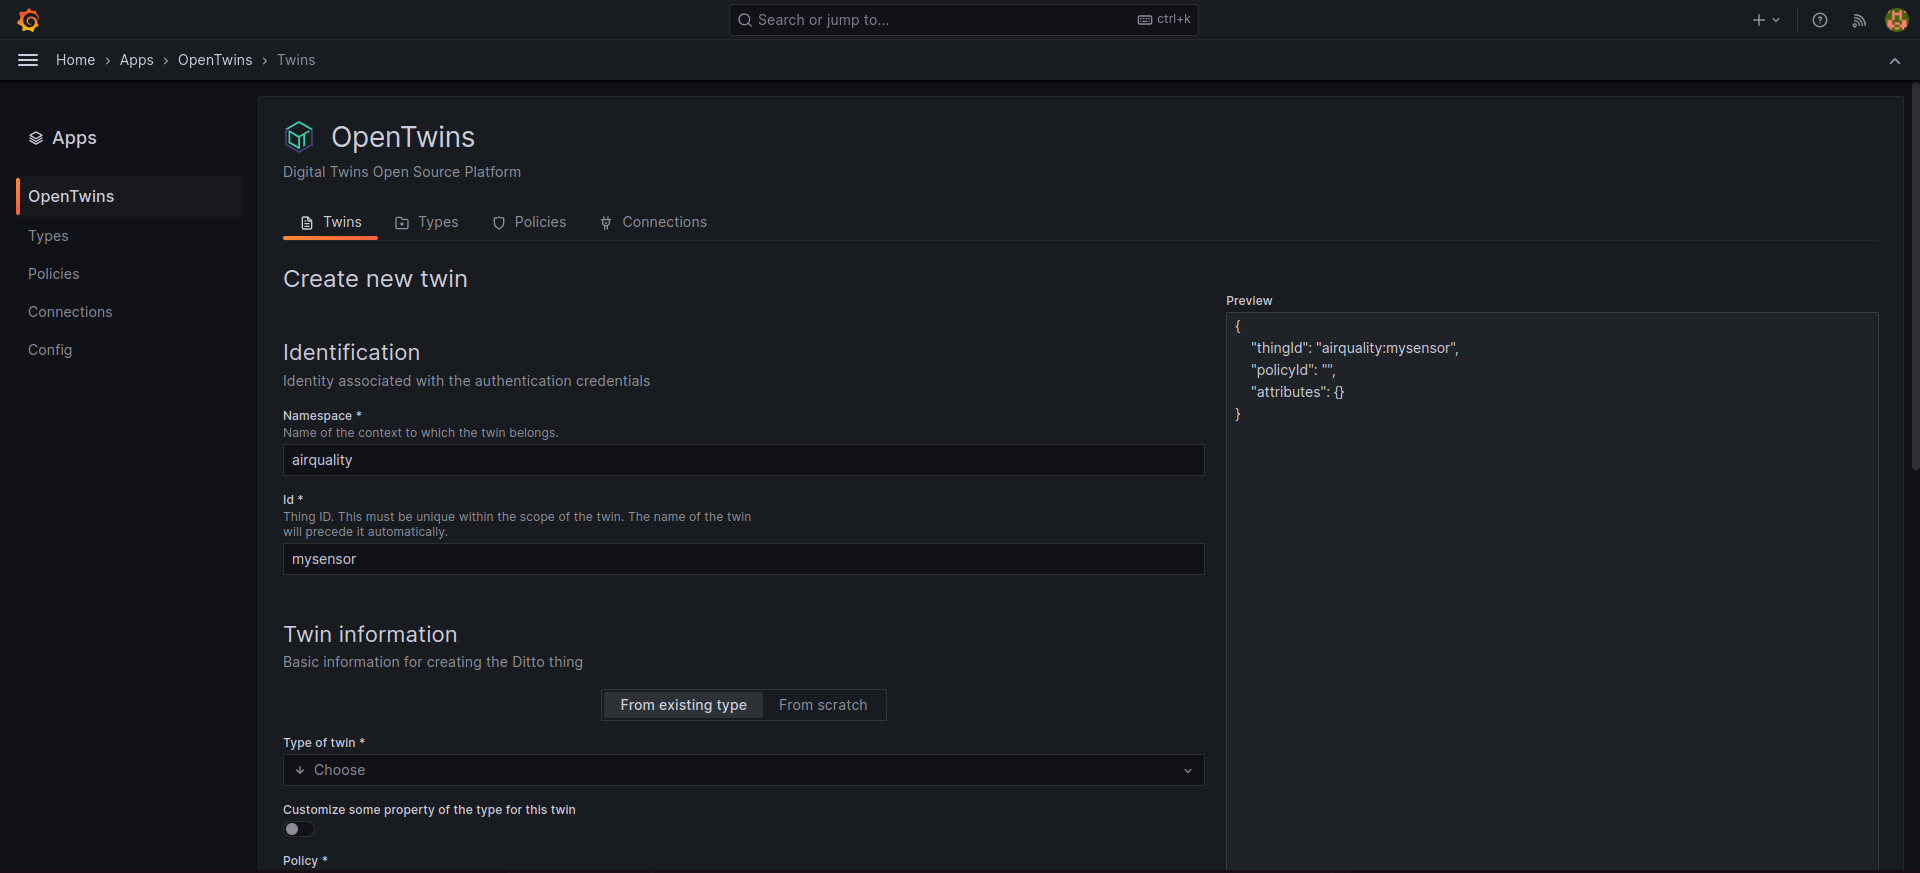 Search or jump to...
ctrl+k
Home › Apps › OpenTwins › Twins
Apps
OpenTwins
Types
Policies
Connections
Config
OpenTwins
Digital Twins Open Source Platform
Twins
Types
Policies
Connections
Create new twin
Identification
Identity associated with the authentication credentials
Namespace *
Name of the context to which the twin belongs.
airquality
Id *
Thing ID. This must be unique within the scope of the twin. The name of the twin
will precede it automatically.
mysensor
Twin information
Basic information for creating the Ditto thing
From existing type
From scratch
Type of twin *
Choose
Customize some property of the type for this twin
Policy *
Preview
{
"thingId": "airquality:mysensor",
"policyId": "",
"attributes": {}
}